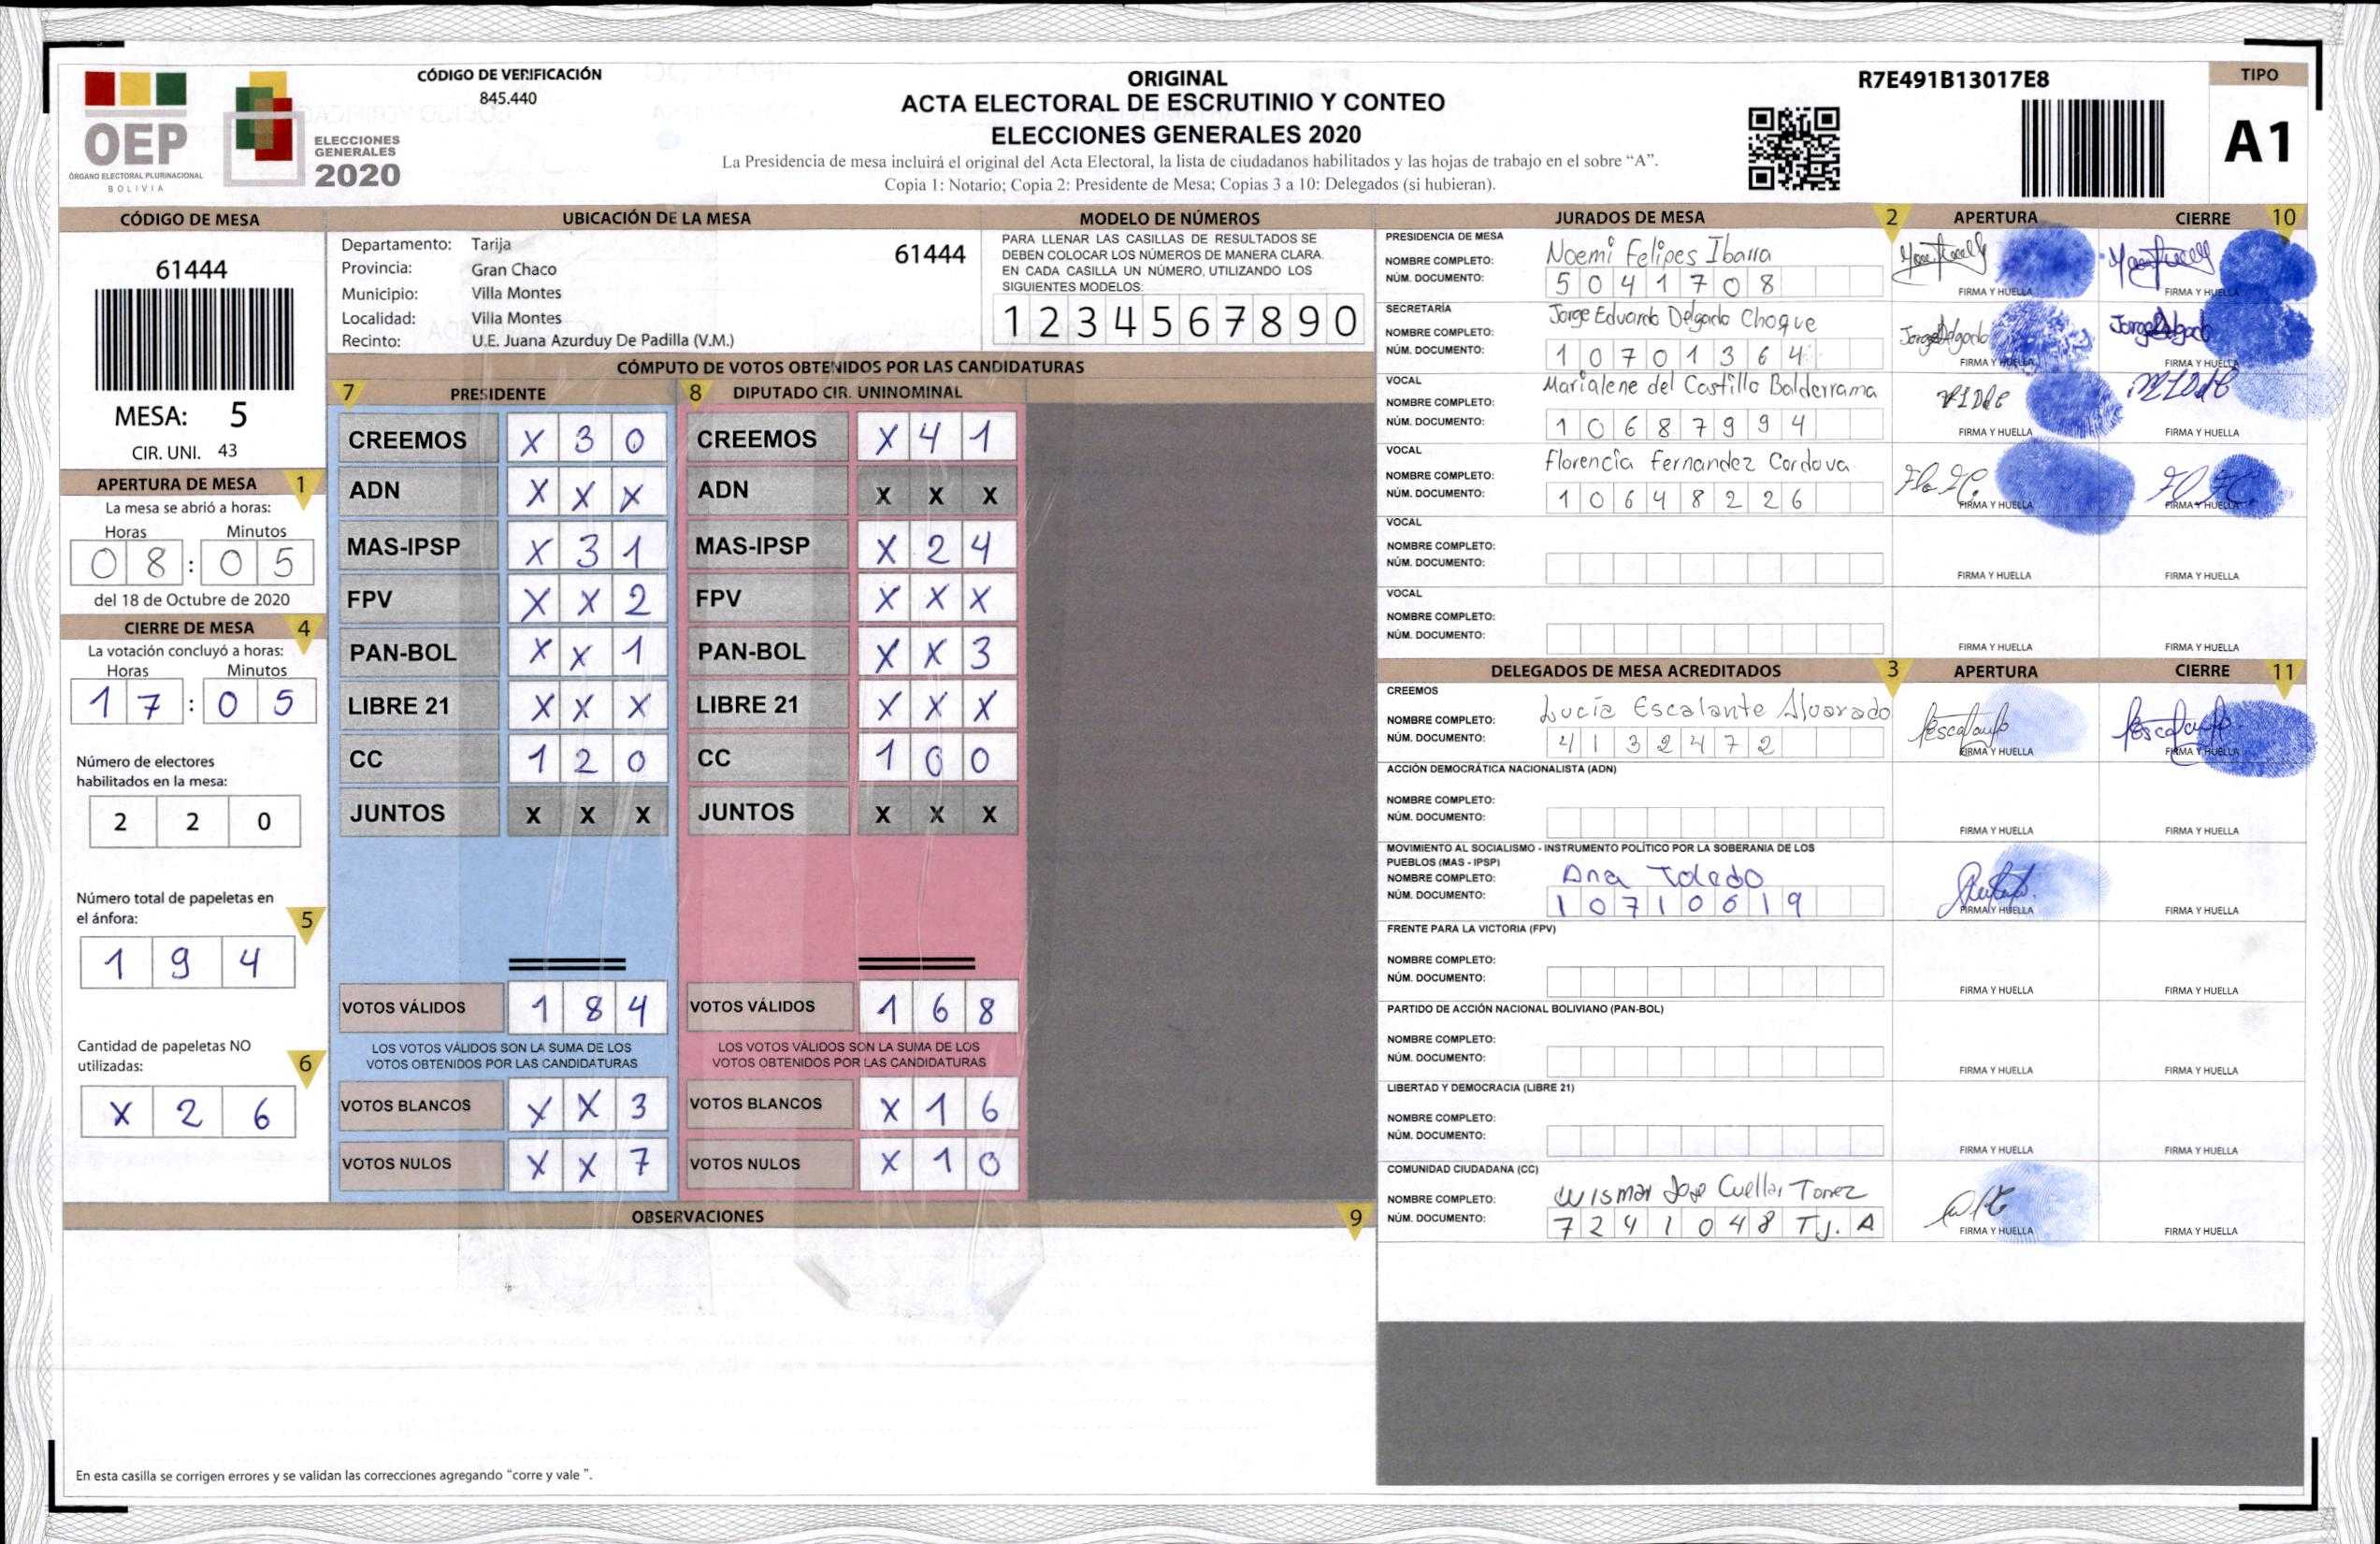 OEP
ÓRGANO ELECTORAL PLURINACIONAL
BOLIVIA
ELECCIONES
GENERALES
2020
CÓDIGO DE VERIFICACIÓN
845.440
ORIGINAL
ACTA ELECTORAL DE ESCRUTINIO Y CONTEO
ELECCIONES GENERALES 2020
La Presidencia de mesa incluirá el original del Acta Electoral, la lista de ciudadanos habilitados y las hojas de trabajo en el sobre “A”.
Copia 1: Notario; Copia 2: Presidente de Mesa; Copias 3 a 10: Delegados (si hubieran).
R7E491B13017E8
TIPO
A1
CÓDIGO DE MESA
61444
MESA: 5
CIR. UNI. 43
APERTURA DE MESA 1
La mesa se abrió a horas:
Horas Minutos
0 8 : 0 5
del 18 de Octubre de 2020
CIERRE DE MESA 4
La votación concluyó a horas:
Horas Minutos
1 7 : 0 5
Número de electores
habilitados en la mesa:
2 2 0
Número total de papeletas en
el ánfora: 5
1 9 4
Cantidad de papeletas NO
utilizadas: 6
X 2 6
UBICACIÓN DE LA MESA
Departamento: Tarija 61444
Provincia: Gran Chaco
Municipio: Villa Montes
Localidad: Villa Montes
Recinto: U.E. Juana Azurduy De Padilla (V.M.)
MODELO DE NÚMEROS
PARA LLENAR LAS CASILLAS DE RESULTADOS SE
DEBEN COLOCAR LOS NÚMEROS DE MANERA CLARA.
EN CADA CASILLA UN NÚMERO, UTILIZANDO LOS
SIGUIENTES MODELOS:
1 2 3 4 5 6 7 8 9 0
CÓMPUTO DE VOTOS OBTENIDOS POR LAS CANDIDATURAS
7 PRESIDENTE
CREEMOS X 3 0
ADN X X X
MAS-IPSP X 3 1
FPV X X 2
PAN-BOL X X 1
LIBRE 21 X X X
CC 1 2 0
JUNTOS X X X
VOTOS VÁLIDOS 1 8 4
LOS VOTOS VÁLIDOS SON LA SUMA DE LOS
VOTOS OBTENIDOS POR LAS CANDIDATURAS
VOTOS BLANCOS X X 3
VOTOS NULOS X X 7
8 DIPUTADO CIR. UNINOMINAL
CREEMOS X 4 1
ADN X X X
MAS-IPSP X 2 4
FPV X X X
PAN-BOL X X 3
LIBRE 21 X X X
CC 1 0 0
JUNTOS X X X
VOTOS VÁLIDOS 1 6 8
LOS VOTOS VÁLIDOS SON LA SUMA DE LOS
VOTOS OBTENIDOS POR LAS CANDIDATURAS
VOTOS BLANCOS X 1 6
VOTOS NULOS X 1 0
OBSERVACIONES 9
En esta casilla se corrigen errores y se validan las correcciones agregando “corre y vale ”.
JURADOS DE MESA 2 APERTURA CIERRE 10
PRESIDENCIA DE MESA
NOMBRE COMPLETO: Noemi Felipes Ibarra
NÚM. DOCUMENTO: 5 0 4 1 7 0 8
FIRMA Y HUELLA FIRMA Y HUELLA
SECRETARÍA
NOMBRE COMPLETO: Jorge Eduardo Delgado Choque
NÚM. DOCUMENTO: 1 0 7 0 1 3 6 4
FIRMA Y HUELLA FIRMA Y HUELLA
VOCAL
NOMBRE COMPLETO: Marialene del Castillo Balderrama
NÚM. DOCUMENTO: 1 0 6 8 7 9 9 4
FIRMA Y HUELLA FIRMA Y HUELLA
VOCAL
NOMBRE COMPLETO: Florencia Fernandez Cordova
NÚM. DOCUMENTO: 1 0 6 4 8 2 2 6
FIRMA Y HUELLA FIRMA Y HUELLA
VOCAL
NOMBRE COMPLETO:
NÚM. DOCUMENTO:
FIRMA Y HUELLA FIRMA Y HUELLA
VOCAL
NOMBRE COMPLETO:
NÚM. DOCUMENTO:
FIRMA Y HUELLA FIRMA Y HUELLA
DELEGADOS DE MESA ACREDITADOS 3 APERTURA CIERRE 11
CREEMOS
NOMBRE COMPLETO: Lucía Escalante Alvarado
NÚM. DOCUMENTO: 4 1 3 2 4 7 2
FIRMA Y HUELLA FIRMA Y HUELLA
ACCIÓN DEMOCRÁTICA NACIONALISTA (ADN)
NOMBRE COMPLETO:
NÚM. DOCUMENTO:
FIRMA Y HUELLA FIRMA Y HUELLA
MOVIMIENTO AL SOCIALISMO - INSTRUMENTO POLÍTICO POR LA SOBERANIA DE LOS
PUEBLOS (MAS - IPSP)
NOMBRE COMPLETO: Ana Toledo
NÚM. DOCUMENTO: 1 0 7 1 0 6 1 9
FIRMA Y HUELLA FIRMA Y HUELLA
FRENTE PARA LA VICTORIA (FPV)
NOMBRE COMPLETO:
NÚM. DOCUMENTO:
FIRMA Y HUELLA FIRMA Y HUELLA
PARTIDO DE ACCIÓN NACIONAL BOLIVIANO (PAN-BOL)
NOMBRE COMPLETO:
NÚM. DOCUMENTO:
FIRMA Y HUELLA FIRMA Y HUELLA
LIBERTAD Y DEMOCRACIA (LIBRE 21)
NOMBRE COMPLETO:
NÚM. DOCUMENTO:
FIRMA Y HUELLA FIRMA Y HUELLA
COMUNIDAD CIUDADANA (CC)
NOMBRE COMPLETO: Wismar Jose Cuellar
NÚM. DOCUMENTO: 7 2 4 1 0 4 8 TJ. A
FIRMA Y HUELLA FIRMA Y HUELLA